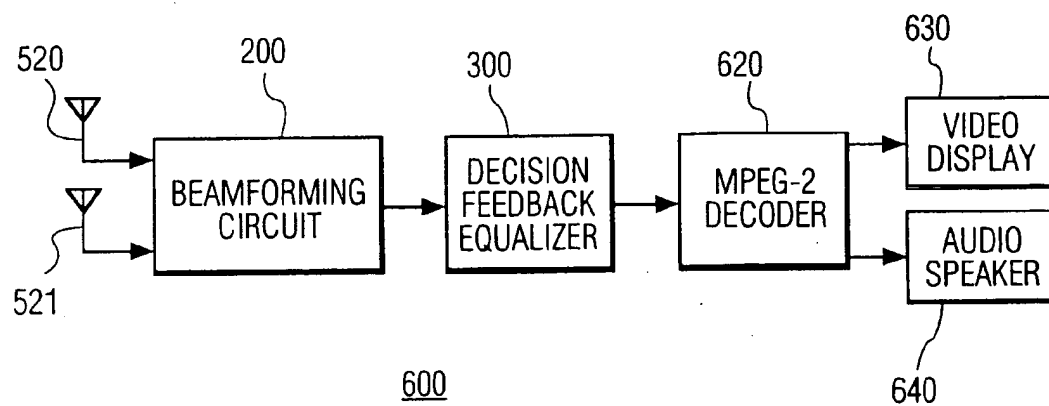 520
200
300
620
630
BEAMFORMING
CIRCUIT
DECISION
FEEDBACK
EQUALIZER
MPEG-2
DECODER
VIDEO
DISPLAY
AUDIO
SPEAKER
521
600
640